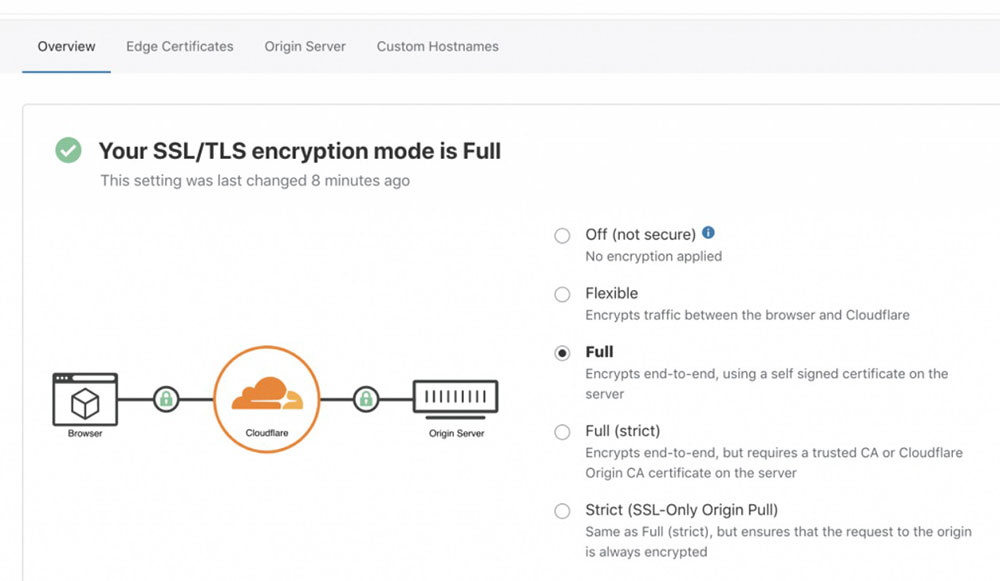 Overview Edge Certificates Origin Server Custom Hostnames
Your SSL/TLS encryption mode is Full
This setting was last changed 8 minutes ago
Off (not secure)
No encryption applied
Flexible
Encrypts traffic between the browser and Cloudflare
Full
Encrypts end-to-end, using a self signed certificate on the
server
Full (strict)
Encrypts end-to-end, but requires a trusted CA or Cloudflare
Origin CA certificate on the server
Strict (SSL-Only Origin Pull)
Same as Full (strict), but ensures that the request to the origin
is always encrypted
Browser
Cloudflare
Origin Server